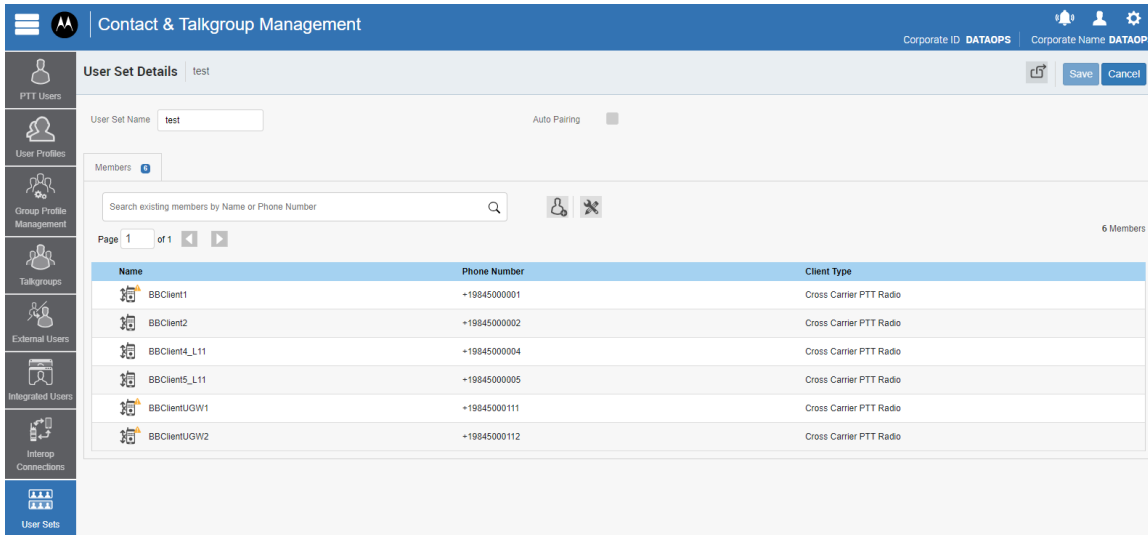 Contact & Talkgroup Management
Corporate ID DATAOPS
Corporate Name DATAOP
PTT Users
User Profiles
Group Profile
Management
Talkgroups
External Users
Integrated Users
Interop
Connections
User Sets
User Set Details test
Save Cancel
User Set Name test
Auto Pairing
Members 6
Search existing members by Name or Phone Number
6 Members
Page 1 of 1
Name Phone Number Client Type
BBClient1 +19845000001 Cross Carrier PTT Radio
BBClient2 +19845000002 Cross Carrier PTT Radio
BBClient4_L11 +19845000004 Cross Carrier PTT Radio
BBClient5_L11 +19845000005 Cross Carrier PTT Radio
BBClientUGW1 +19845000111 Cross Carrier PTT Radio
BBClientUGW2 +19845000112 Cross Carrier PTT Radio